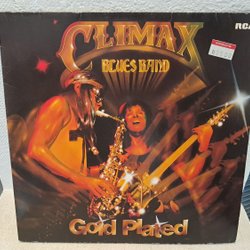 CLIMAX
BLUES BAND
RCA
Gold Plated